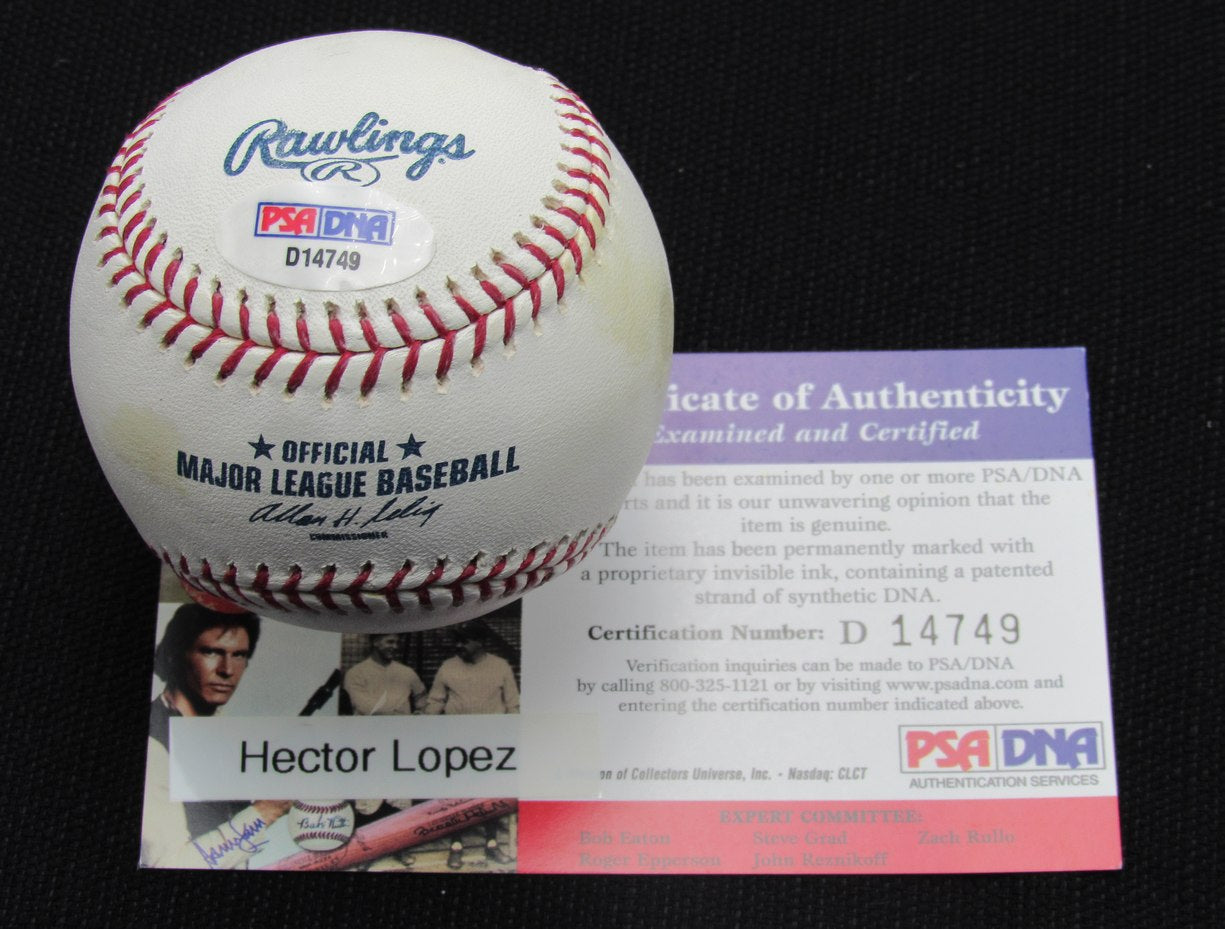 Rawlings
R
PSA DNA
D14749
OFFICIAL
MAJOR LEAGUE BASEBALL
Allan H. Selig
COMMISSIONER
icate of Authenticity
Examined and Certified
has been examined by one or more PSA/DNA
rts and it is our unwavering opinion that the
item is genuine.
The item has been permanently marked with
a proprietary invisible ink, containing a patented
strand of synthetic DNA.
Certification Number: D 14749
Verification inquiries can be made to PSA/DNA
by calling 800-325-1121 or by visiting www.psadna.com and
entering the certification number indicated above.
PSA DNA
AUTHENTICATION SERVICES
on of Collectors Universe, Inc. - Nasdaq: CLCT
Hector Lopez
Babe Ruth
EXPERT COMMITTEE:
Bob Eaton Steve Grad Zach Rullo
Roger Epperson John Reznikoff